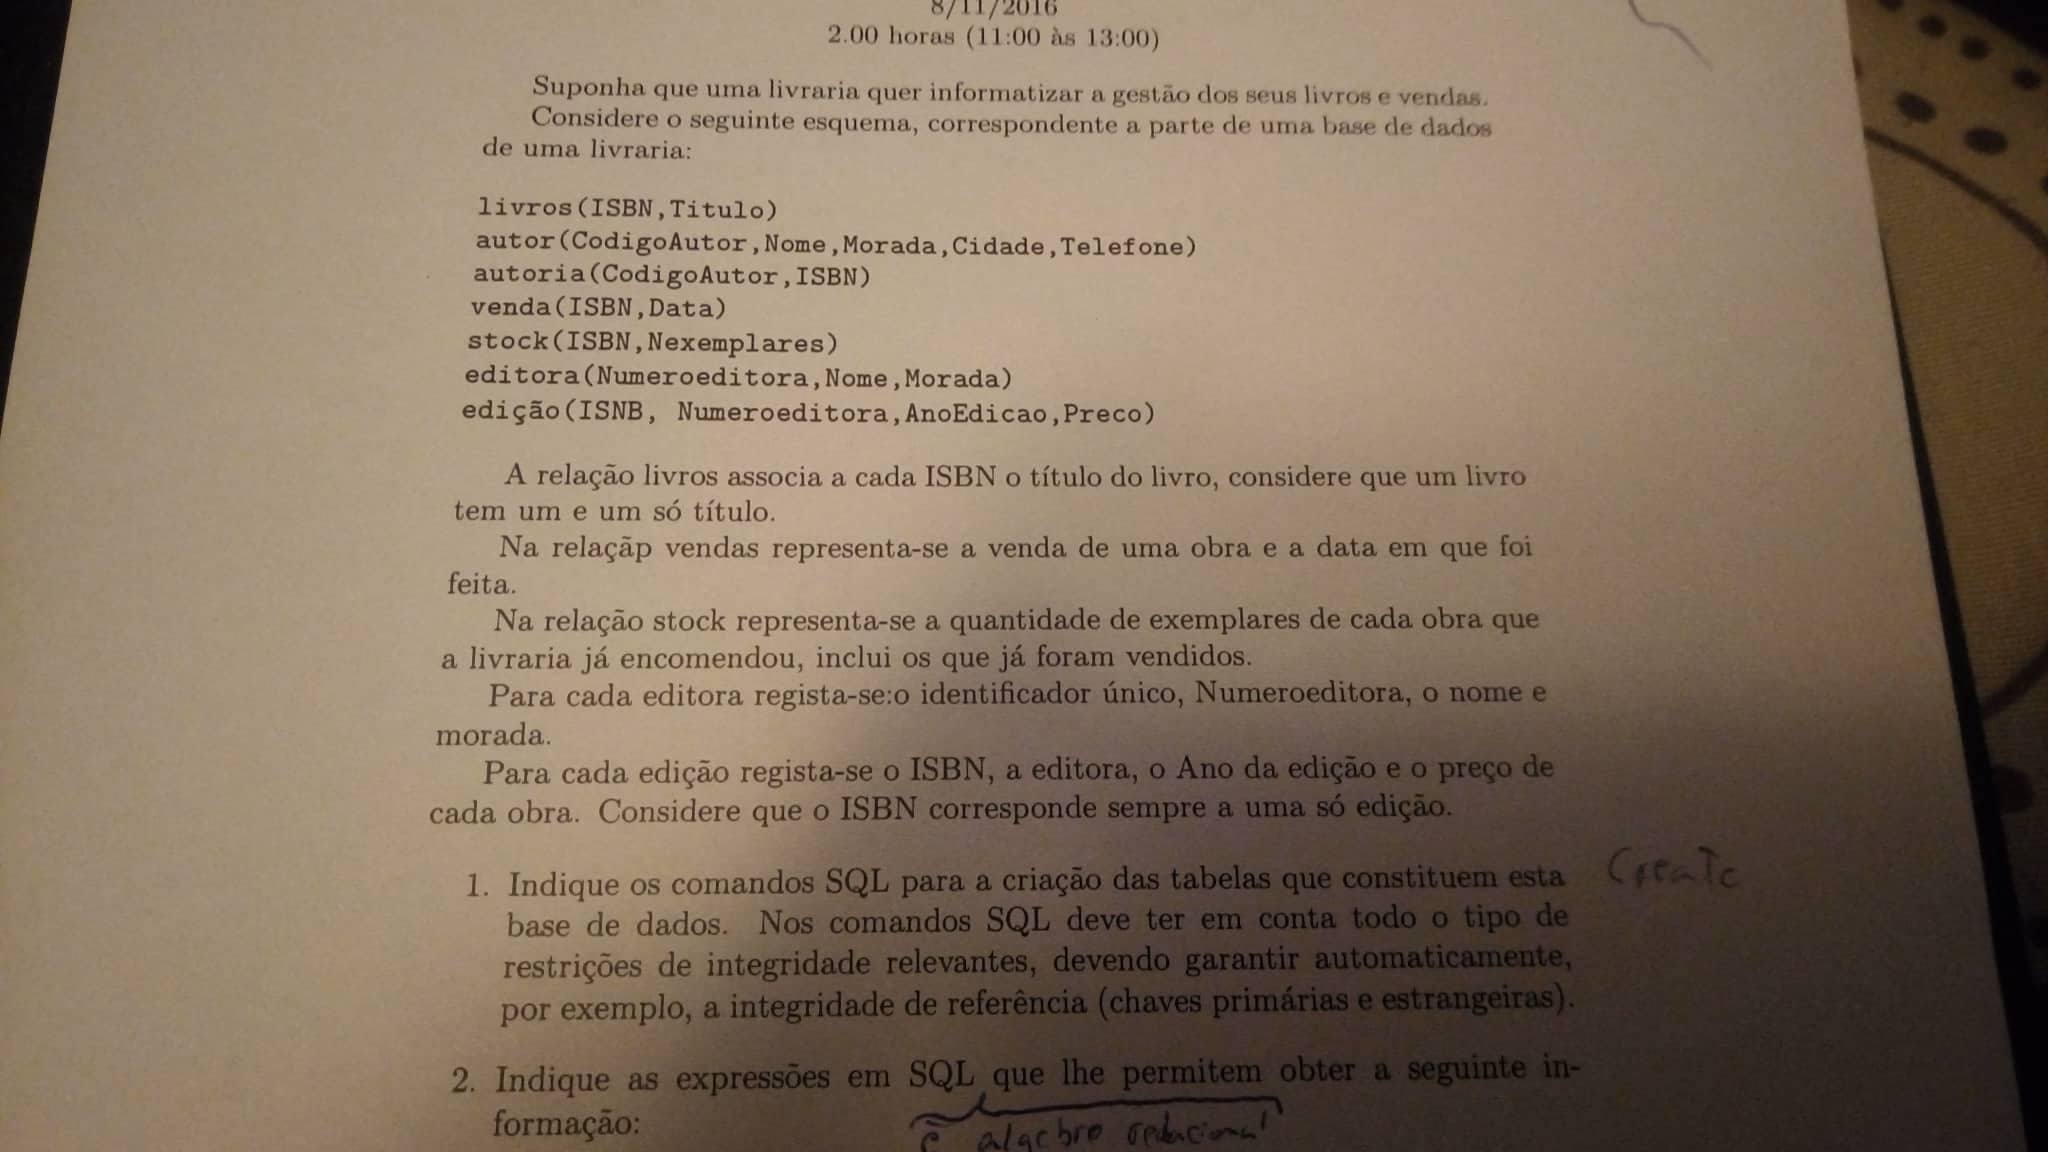 8/11/2016
2.00 horas (11:00 às 13:00)
Suponha que uma livraria quer informatizar a gestão dos seus livros e vendas.
Considere o seguinte esquema, correspondente a parte de uma base de dados
de uma livraria:
livros(ISBN,Titulo)
autor(CodigoAutor,Nome,Morada,Cidade,Telefone)
autoria(CodigoAutor,ISBN)
venda(ISBN,Data)
stock(ISBN,Nexemplares)
editora(Numeroeditora,Nome,Morada)
edição(ISNB, Numeroeditora,AnoEdicao,Preco)
A relação livros associa a cada ISBN o título do livro, considere que um livro
tem um e um só título.
Na relaçãp vendas representa-se a venda de uma obra e a data em que foi
feita.
Na relação stock representa-se a quantidade de exemplares de cada obra que
a livraria já encomendou, inclui os que já foram vendidos.
Para cada editora regista-se:o identificador único, Numeroeditora, o nome e
morada.
Para cada edição regista-se o ISBN, a editora, o Ano da edição e o preço de
cada obra. Considere que o ISBN corresponde sempre a uma só edição.
1. Indique os comandos SQL para a criação das tabelas que constituem esta Create
base de dados. Nos comandos SQL deve ter em conta todo o tipo de
restrições de integridade relevantes, devendo garantir automaticamente,
por exemplo, a integridade de referência (chaves primárias e estrangeiras).
2. Indique as expressões em SQL que lhe permitem obter a seguinte in-
formação:
e algebra relacional